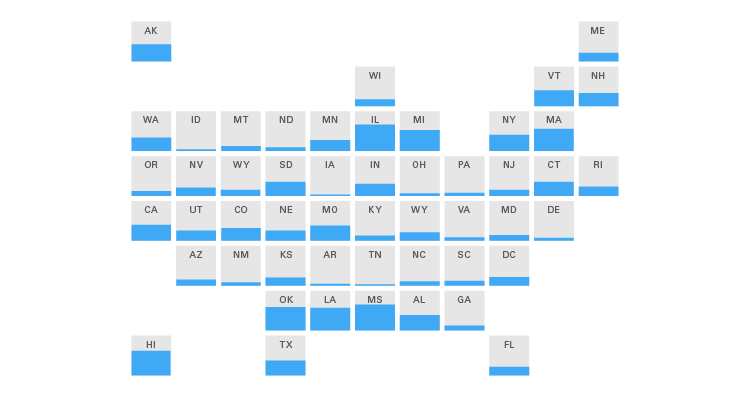 AK ME
WI VT NH
WA ID MT ND MN IL MI NY MA
OR NV WY SD IA IN OH PA NJ CT RI
CA UT CO NE MO KY WY VA MD DE
AZ NM KS AR TN NC SC DC
OK LA MS AL GA
HI TX FL